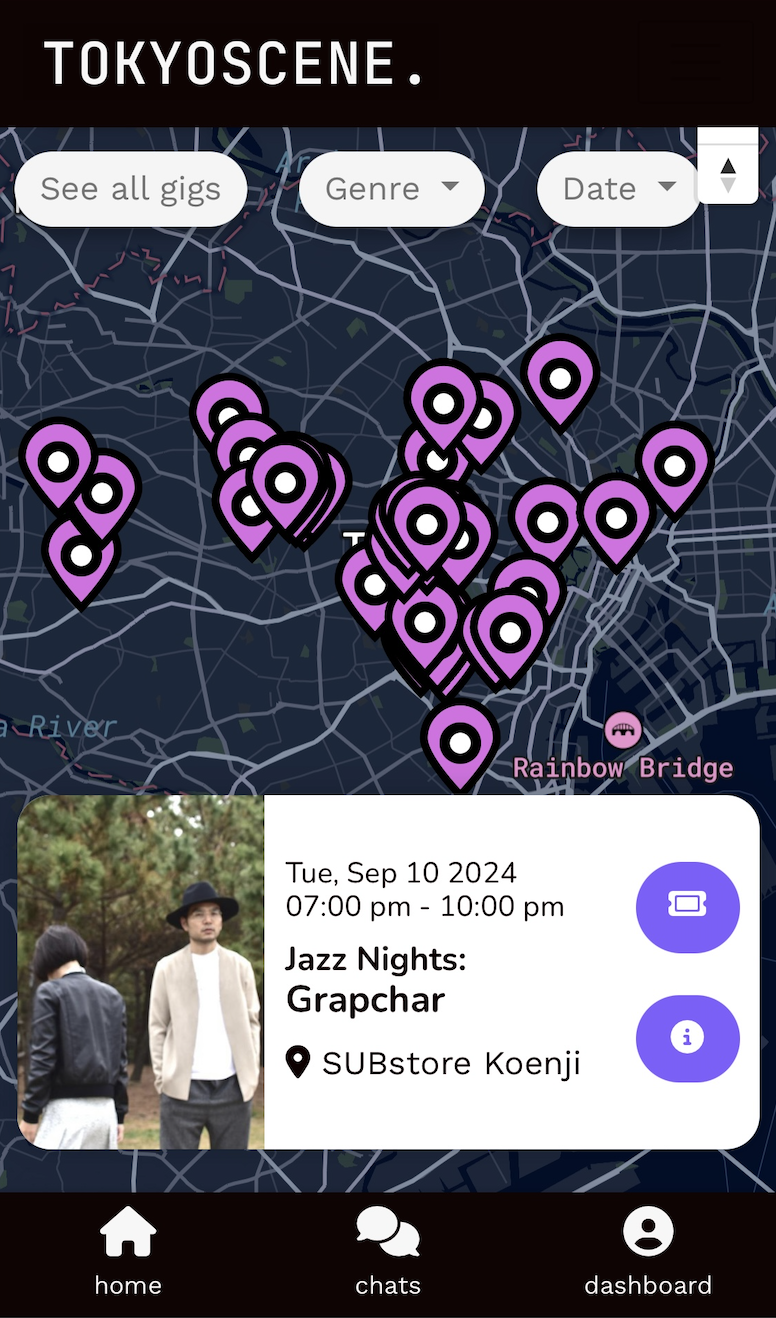 TOKYOSCENE.
See all gigs
Genre
Date
a River
Rainbow Bridge
Tue, Sep 10 2024
07:00 pm - 10:00 pm
Jazz Nights:
Grapchar
SUBstore Koenji
home
chats
dashboard